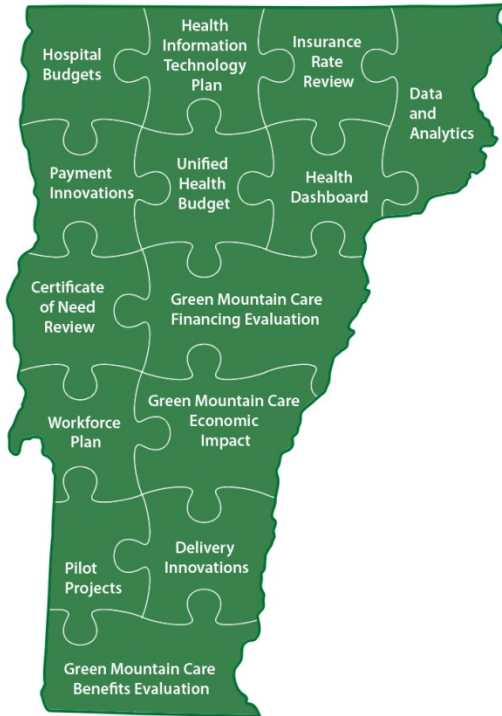 Hospital
Budgets
Health
Information
Technology
Plan
Insurance
Rate
Review
Data
and
Analytics
Payment
Innovations
Unified
Health
Budget
Health
Dashboard
Certificate
of Need
Review
Green Mountain Care
Financing Evaluation
Workforce
Plan
Green Mountain Care
Economic
Impact
Pilot
Projects
Delivery
Innovations
Green Mountain Care
Benefits Evaluation